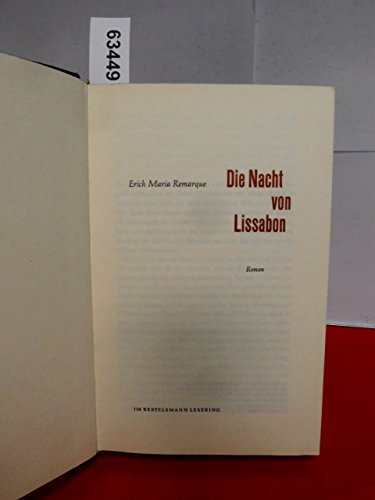 63449
Erich Maria Remarque
Die Nacht
von
Lissabon
Roman
IM BERTELSMANN LESERING